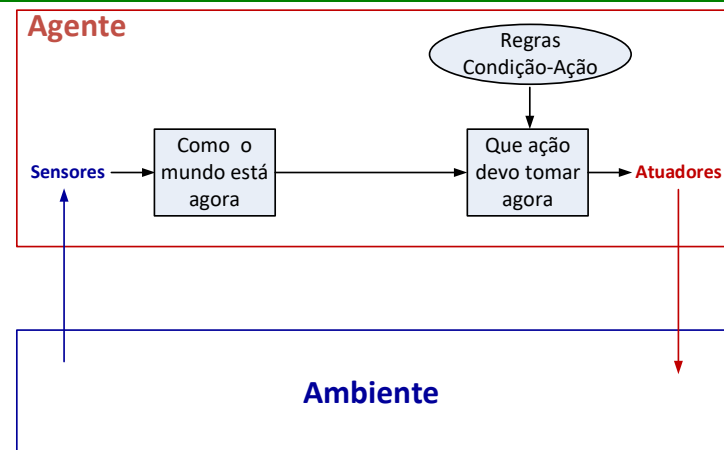 Agente
Regras
Condição-Ação
Sensores
Como o
mundo está
agora
Que ação
devo tomar
agora
Atuadores
Ambiente